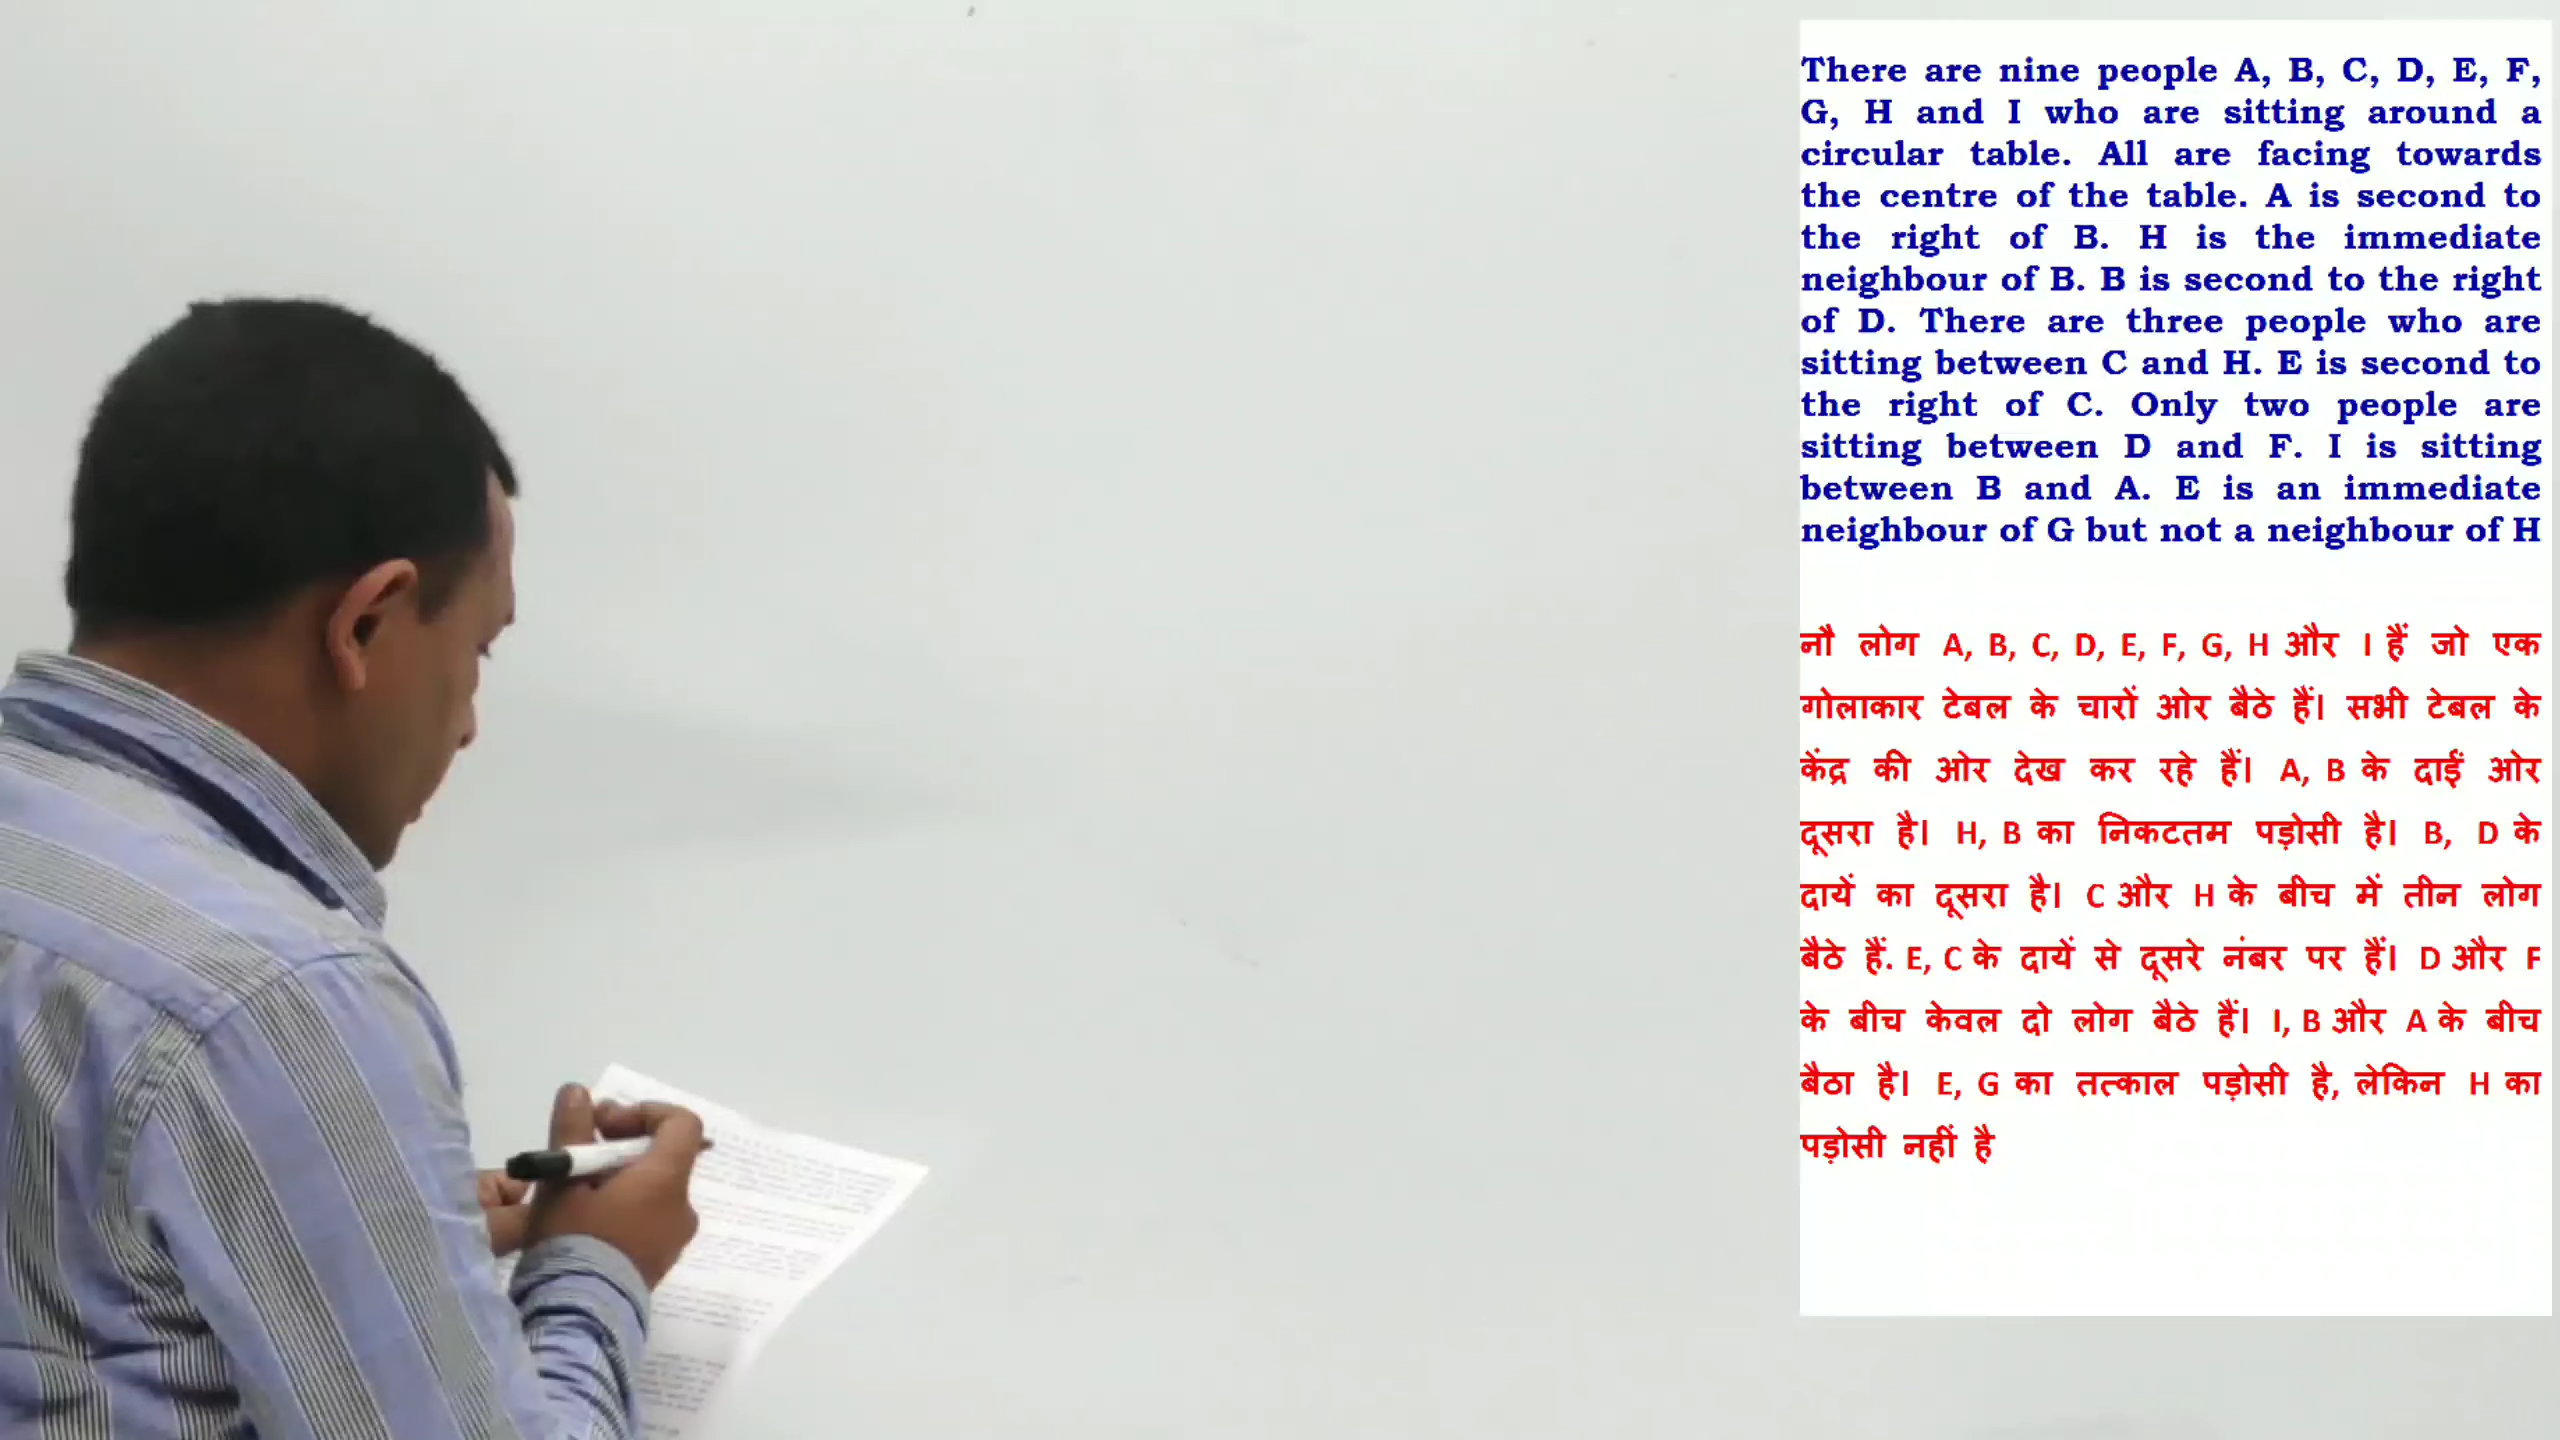 There are nine people A, B, C, D, E, F,
G, H and I who are sitting around a
circular table. All are facing towards
the centre of the table. A is second to
the right of B. H is the immediate
neighbour of B. B is second to the right
of D. There are three people who are
sitting between C and H. E is second to
the right of C. Only two people are
sitting between D and F. I is sitting
between B and A. E is an immediate
neighbour of G but not a neighbour of H
नौ लोग A, B, C, D, E, F, G, H और I हैं जो एक
गोलाकार टेबल के चारों ओर बैठे हैं। सभी टेबल के
केंद्र की ओर देख कर रहे हैं। A, B के दाईं ओर
दूसरा है। H, B का निकटतम पड़ोसी है। B, D के
दायें का दूसरा है। C और H के बीच में तीन लोग
बैठे हैं. E, C के दायें से दूसरे नंबर पर हैं। D और F
के बीच केवल दो लोग बैठे हैं। I, B और A के बीच
बैठा है। E, G का तत्काल पड़ोसी है, लेकिन H का
पड़ोसी नहीं है